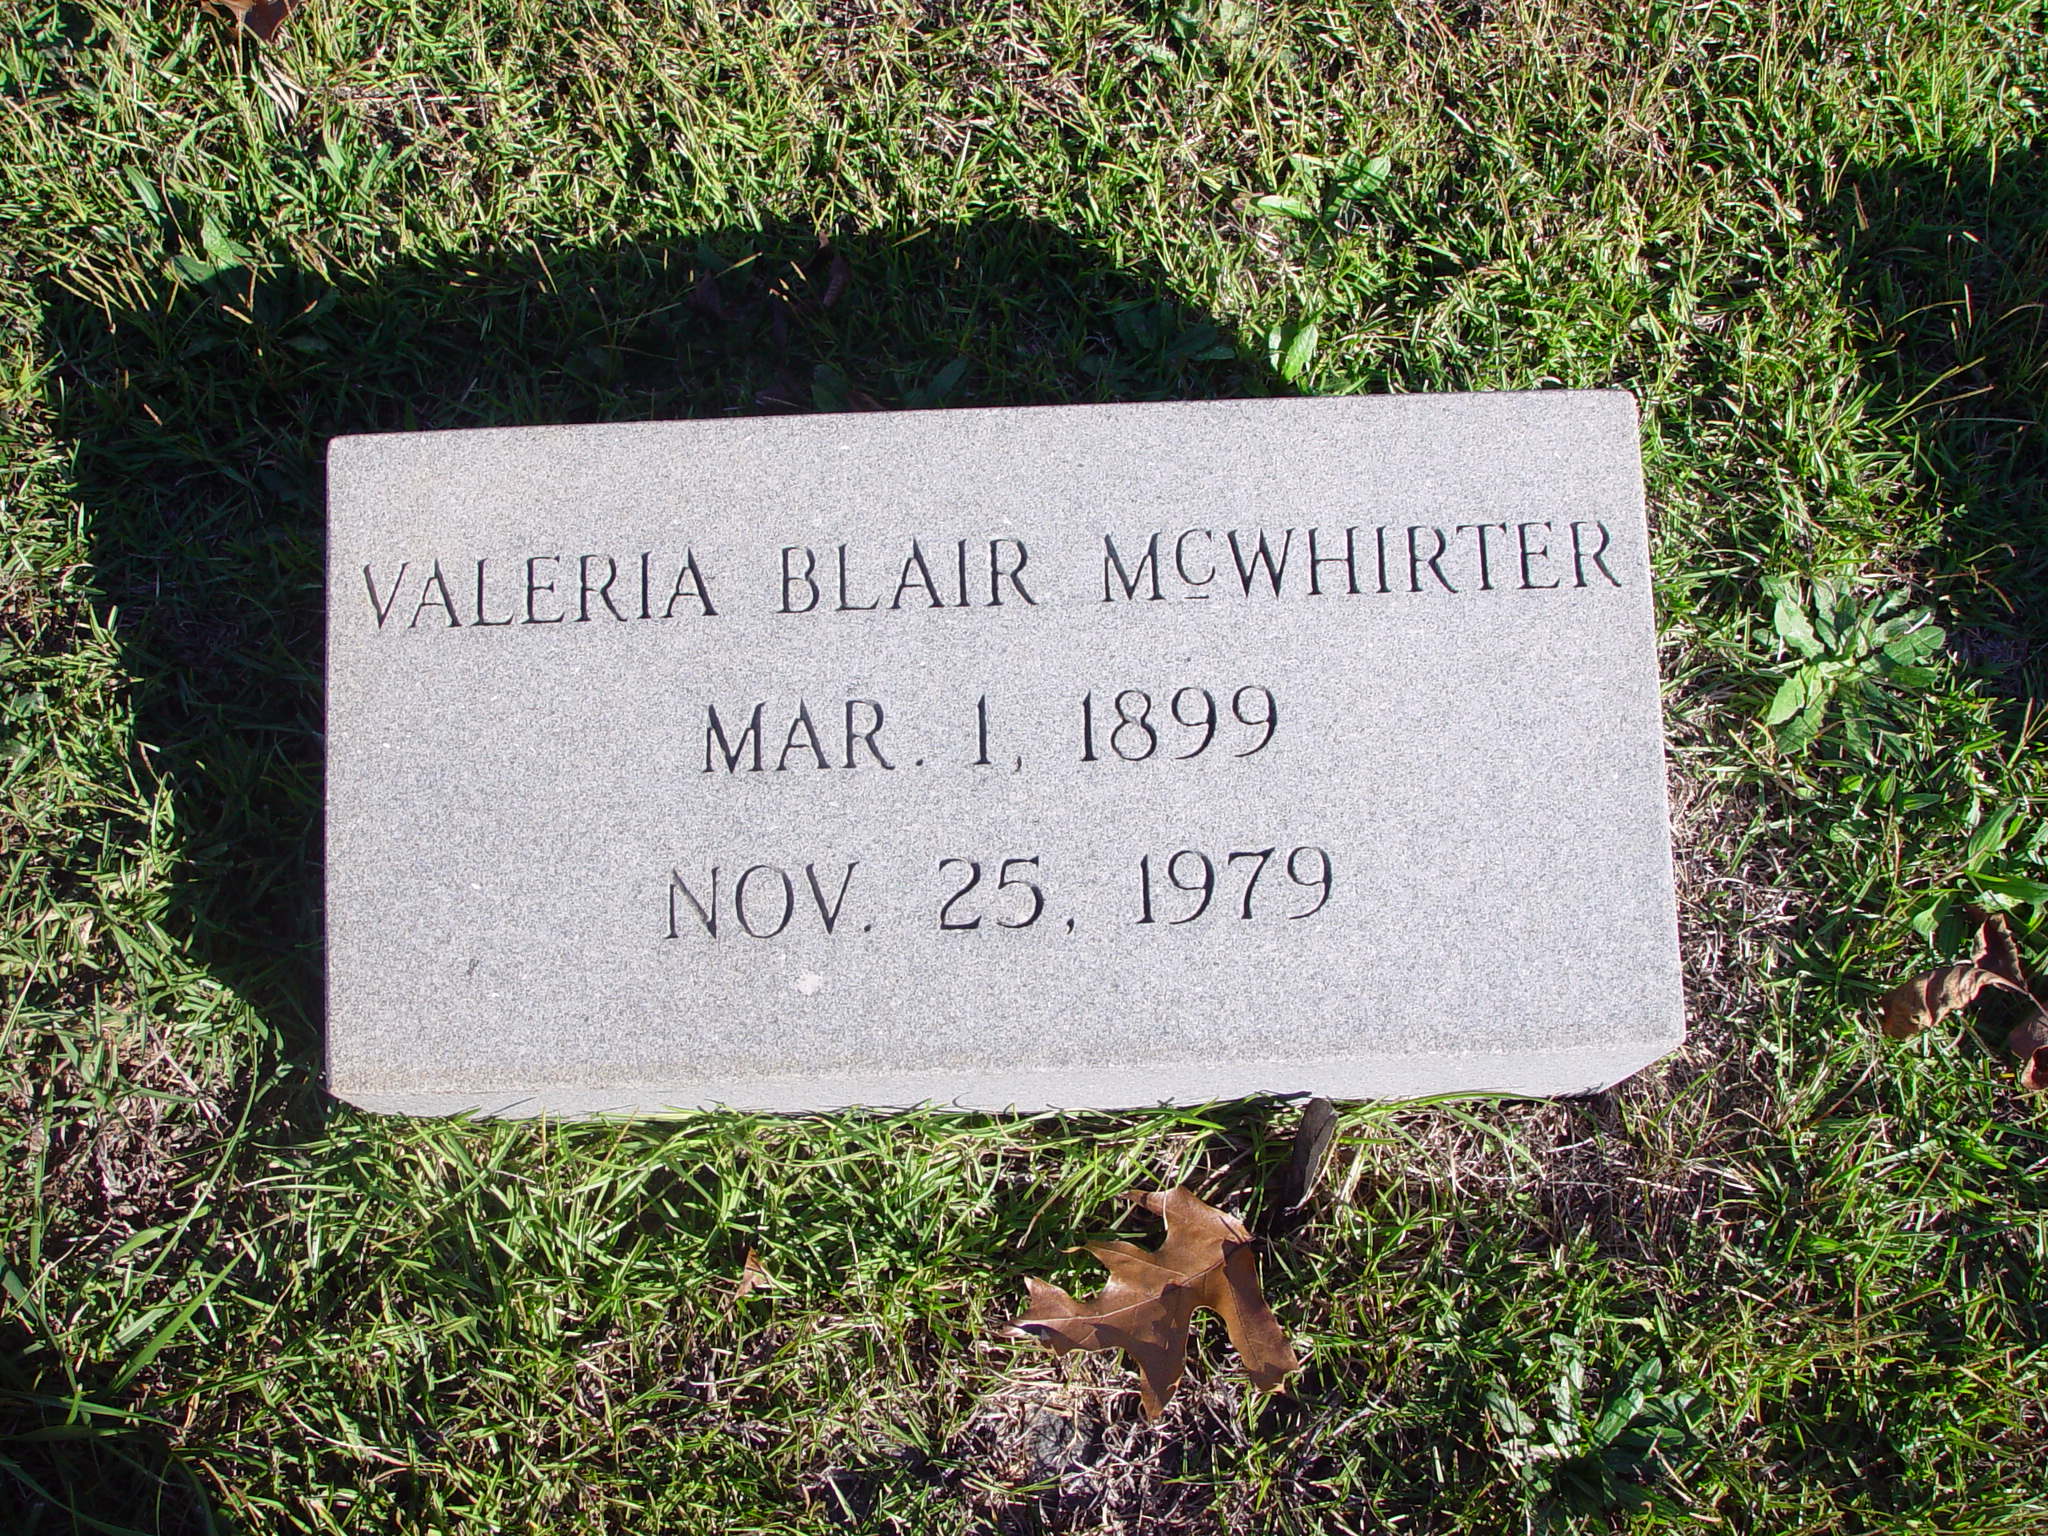 VALERIA BLAIR McWHIRTER
MAR. 1, 1899
NOV. 25, 1979